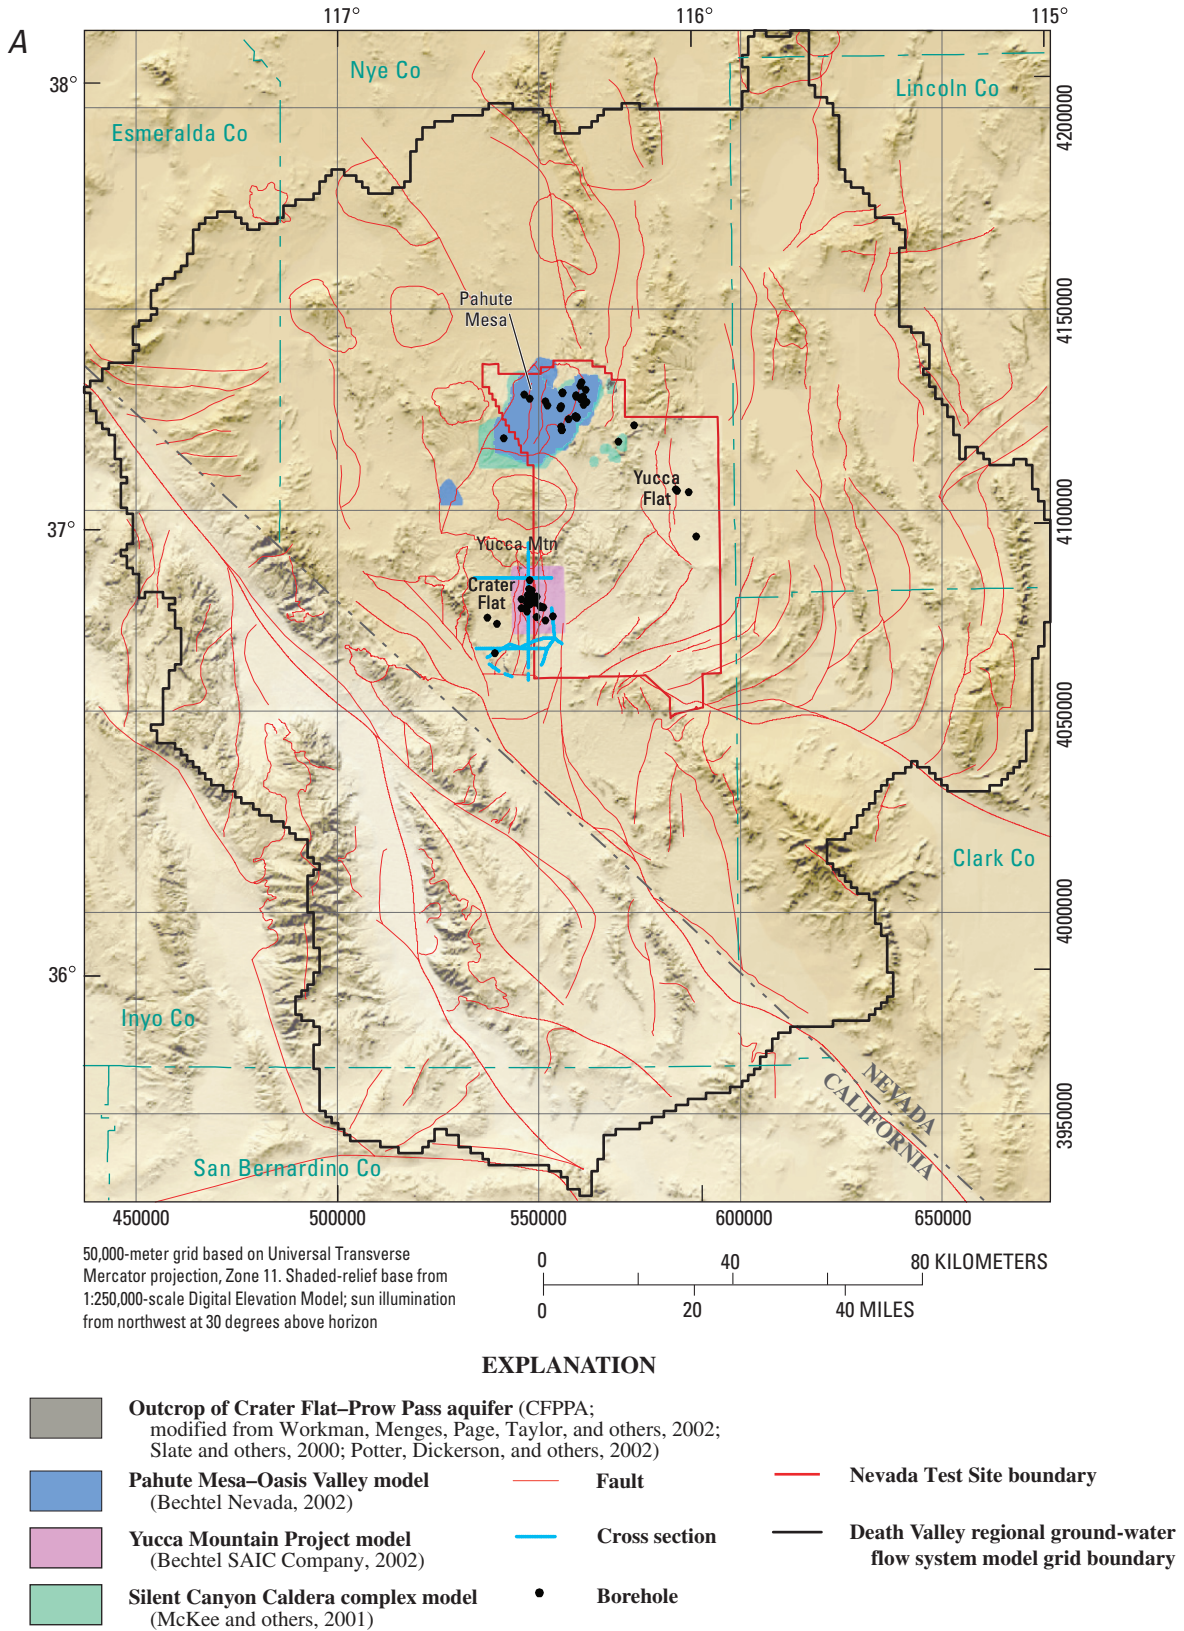 A
117°
116°
115°
38°
37°
36°
Nye Co
Lincoln Co
Esmeralda Co
Pahute
Mesa
Yucca
Flat
Yucca Mtn
Crater
Flat
Clark Co
Inyo Co
San Bernardino Co
NEVADA
CALIFORNIA
4200000
4150000
4100000
4050000
4000000
3950000
450000
500000
550000
600000
650000
50,000-meter grid based on Universal Transverse
Mercator projection, Zone 11. Shaded-relief base from
1:250,000-scale Digital Elevation Model; sun illumination
from northwest at 30 degrees above horizon
0 40 80 KILOMETERS
0 20 40 MILES
EXPLANATION
Outcrop of Crater Flat–Prow Pass aquifer (CFPPA;
modified from Workman, Menges, Page, Taylor, and others, 2002;
Slate and others, 2000; Potter, Dickerson, and others, 2002)
Pahute Mesa–Oasis Valley model
(Bechtel Nevada, 2002)
Yucca Mountain Project model
(Bechtel SAIC Company, 2002)
Silent Canyon Caldera complex model
(McKee and others, 2001)
Fault
Cross section
Borehole
Nevada Test Site boundary
Death Valley regional ground-water
flow system model grid boundary